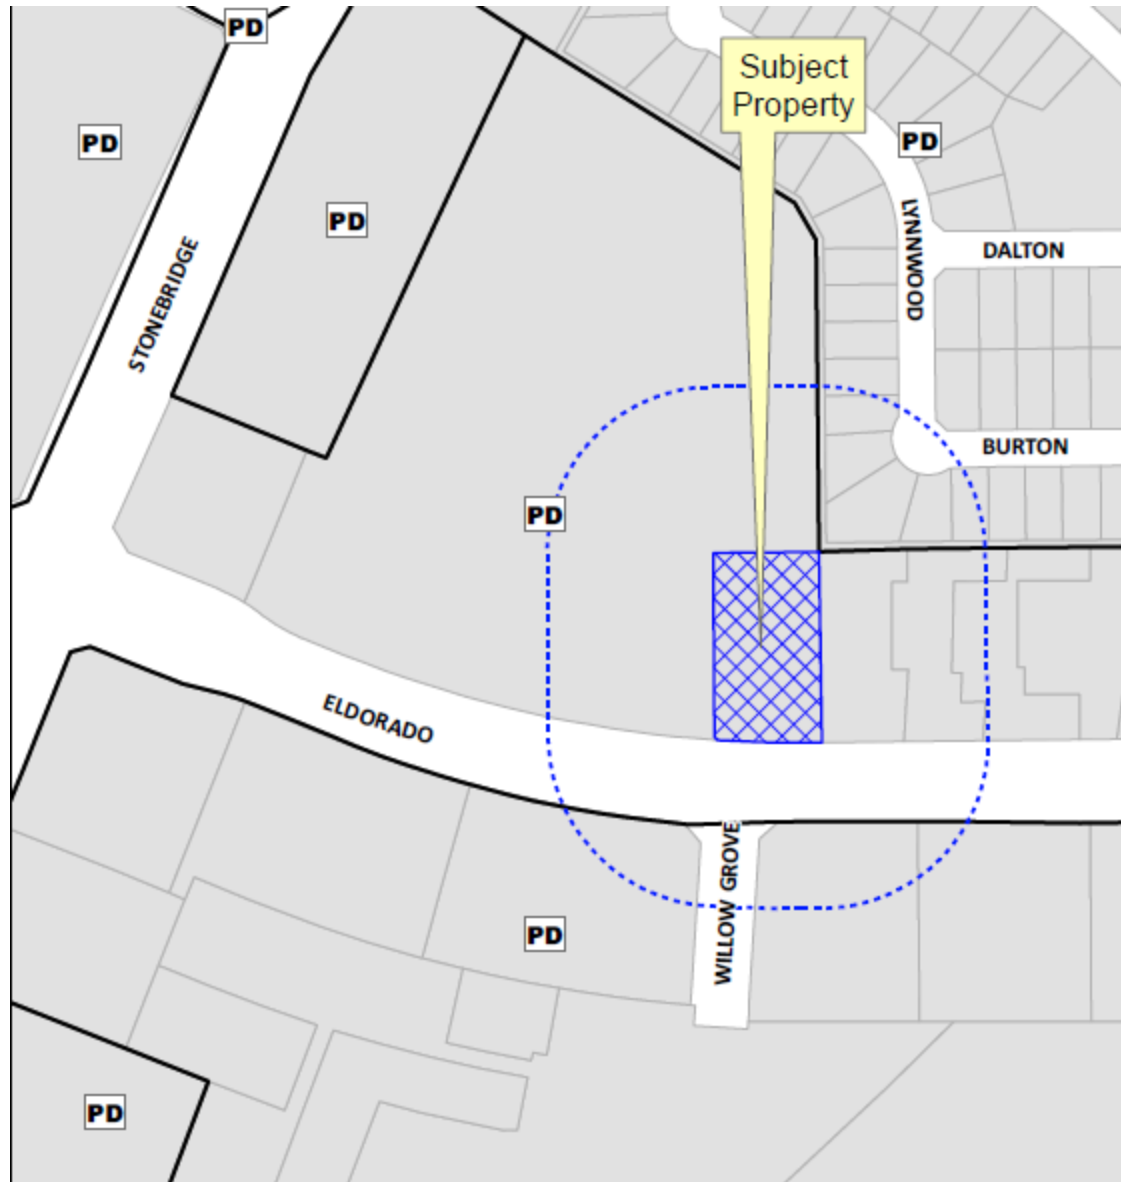 PD
Subject
Property
PD
PD
PD
STONEBRIDGE
LYNNWOOD
DALTON
BURTON
PD
ELDORADO
WILLOW GROVE
PD
PD